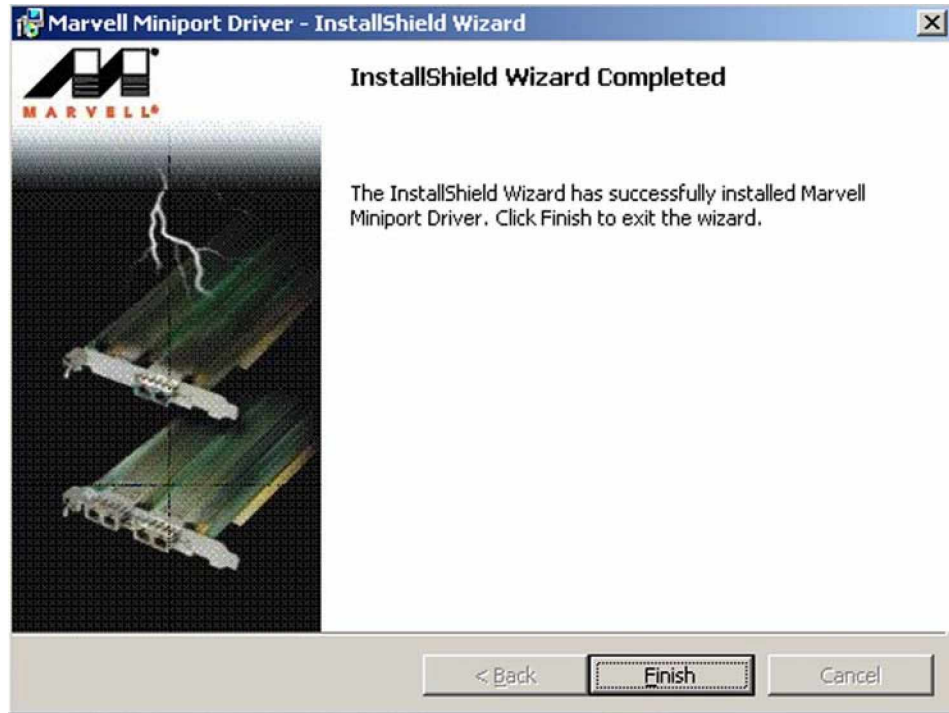 Marvell Miniport Driver - InstallShield Wizard
MARVELL®
InstallShield Wizard Completed
The InstallShield Wizard has successfully installed Marvell
Miniport Driver. Click Finish to exit the wizard.
< Back
Finish
Cancel